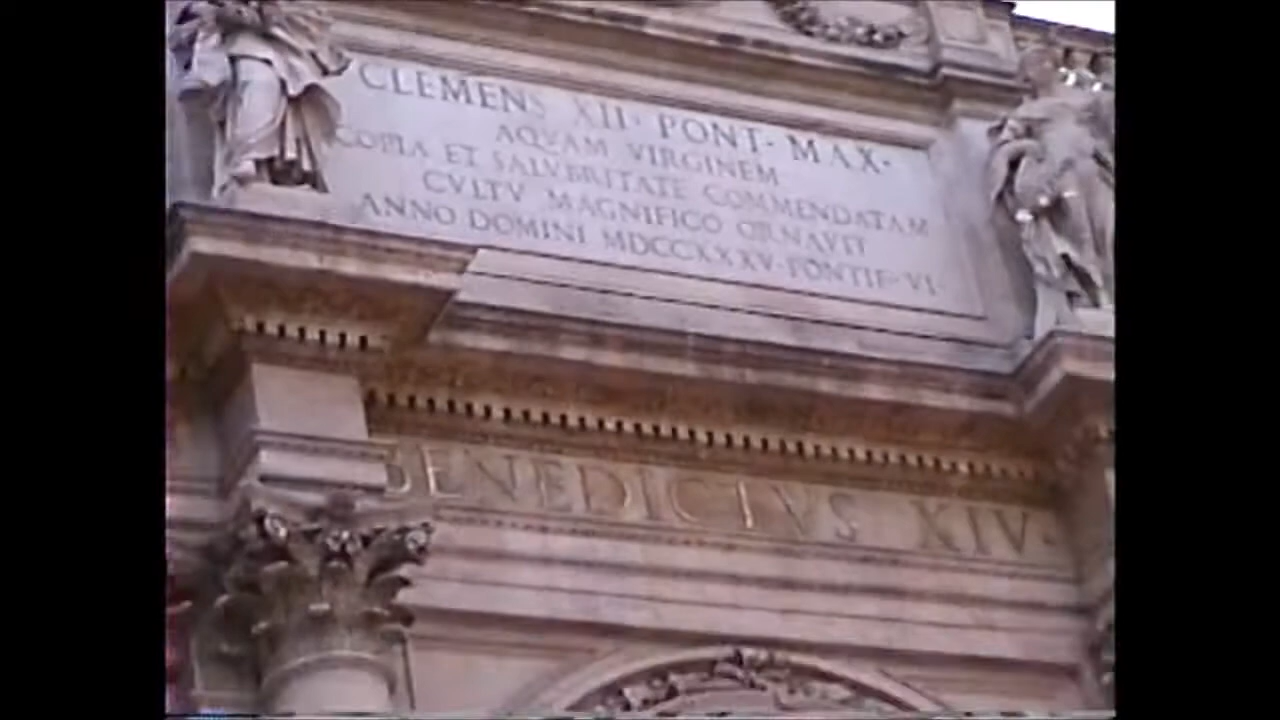 CLEMENS XII · PONT · MAX ·
AQVAM VIRGINEM
COPIA ET SALVBRITATE COMMENDATAM
CVLTV MAGNIFICO ORNAVIT
ANNO DOMINI MDCCXXXV · PONTIF · VI ·
BENEDICTVS XIV ·